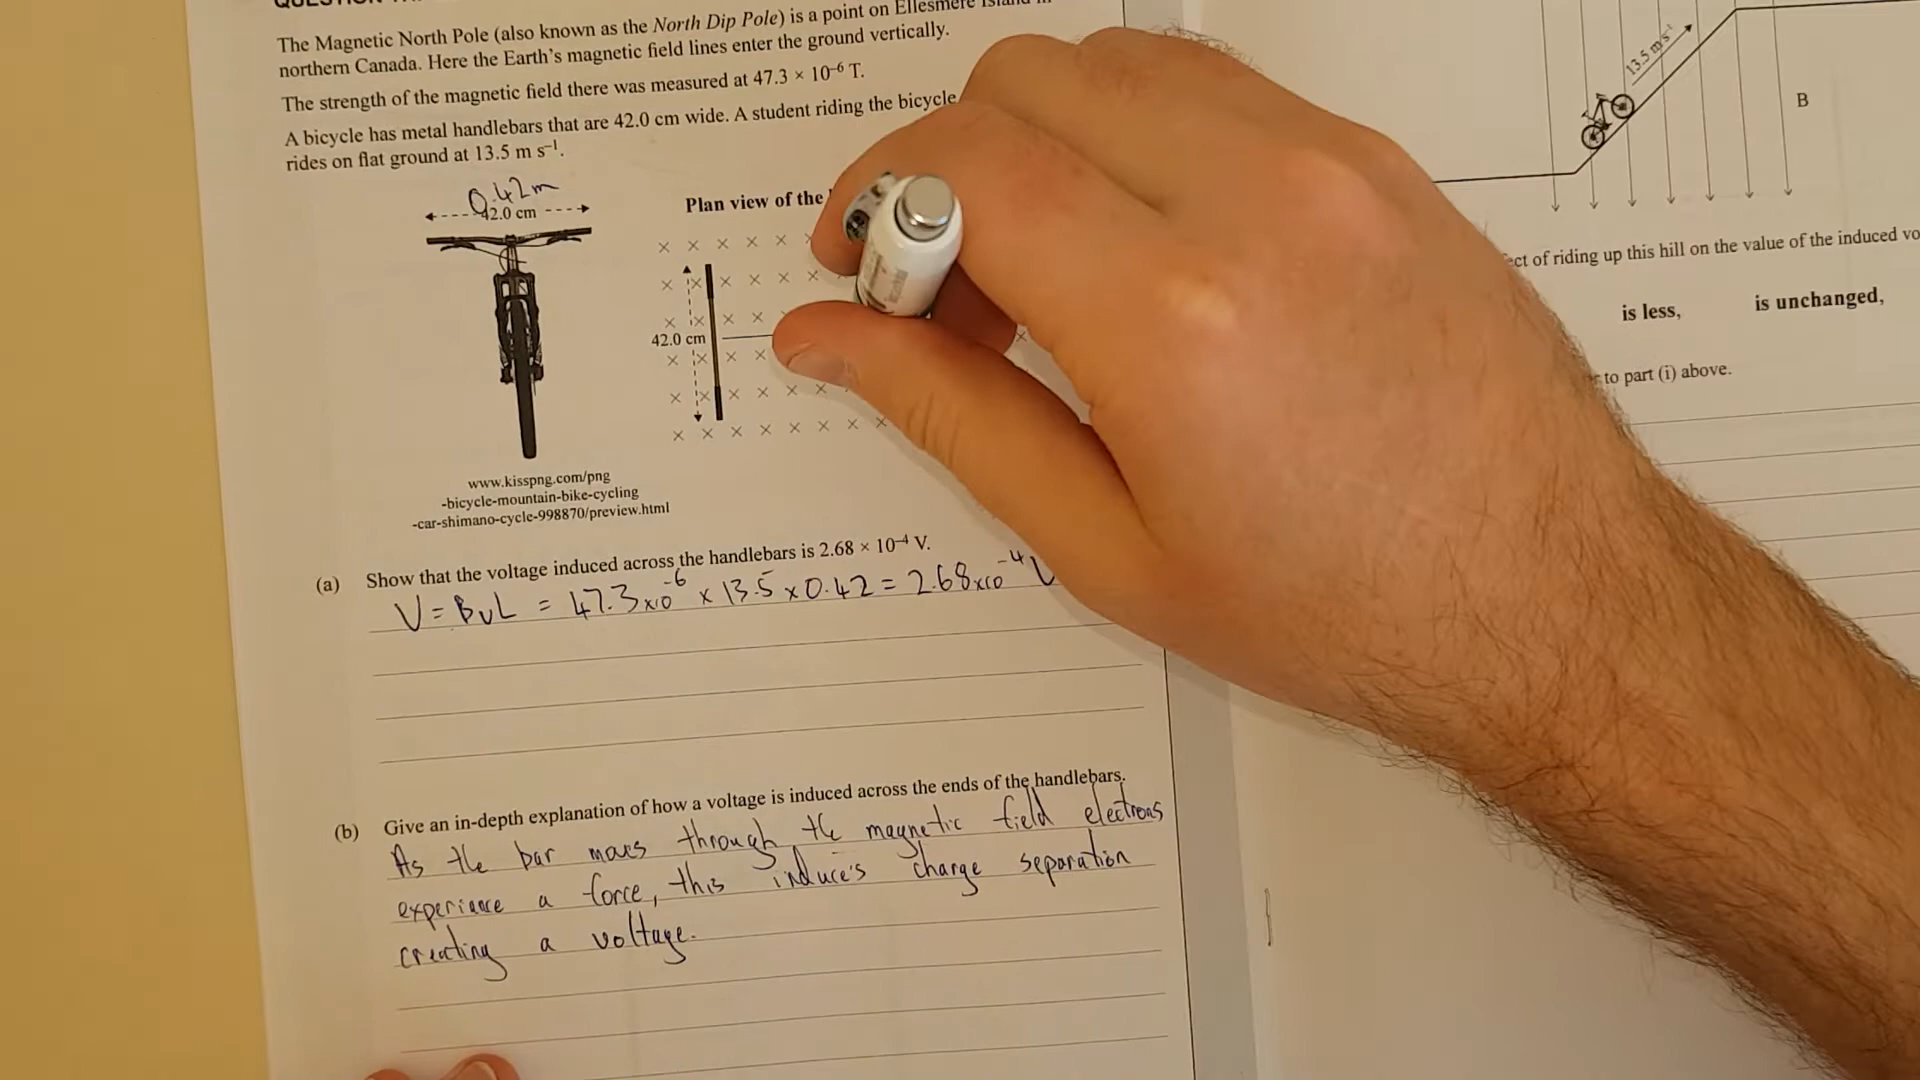 The Magnetic North Pole (also known as the North Dip Pole) is a point on Ellesmere Island in
northern Canada. Here the Earth's magnetic field lines enter the ground vertically.
The strength of the magnetic field there was measured at 47.3 × 10⁻⁶ T.
A bicycle has metal handlebars that are 42.0 cm wide. A student riding the bicycle
rides on flat ground at 13.5 m s⁻¹.
0.42m
42.0 cm
Plan view of the
42.0 cm
www.kisspng.com/png
-bicycle-mountain-bike-cycling
-car-shimano-cycle-998870/preview.html
(a) Show that the voltage induced across the handlebars is 2.68 × 10⁻⁴ V.
V = BvL = 47.3x10⁻⁶ x 13.5 x 0.42 = 2.68x10⁻⁴ V
(b) Give an in-depth explanation of how a voltage is induced across the ends of the handlebars.
As the bar moves through the magnetic field electrons
experience a force, this induce's charge separation
creating a voltage.
13.5 m s⁻¹
B
of riding up this hill on the value of the induced
is less, is unchanged,
to part (i) above.